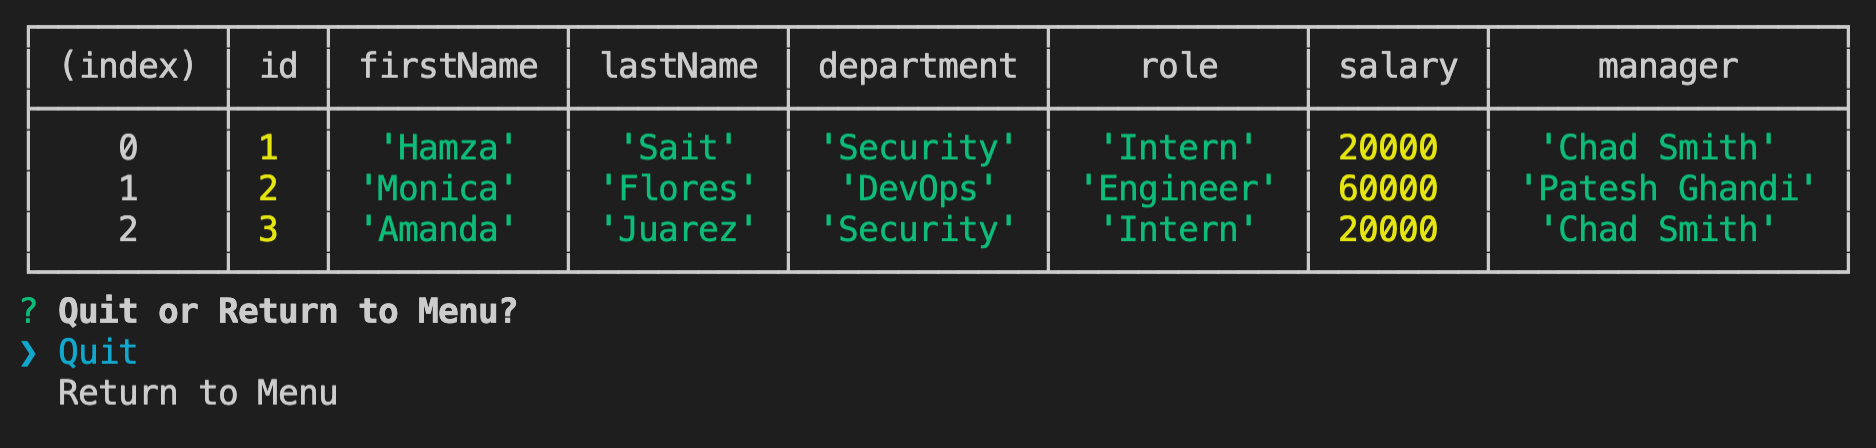 (index) id firstName lastName department role salary manager
0 1 'Hamza' 'Sait' 'Security' 'Intern' 20000 'Chad Smith'
1 2 'Monica' 'Flores' 'DevOps' 'Engineer' 60000 'Patesh Ghandi'
2 3 'Amanda' 'Juarez' 'Security' 'Intern' 20000 'Chad Smith'
? Quit or Return to Menu?
❯ Quit
Return to Menu